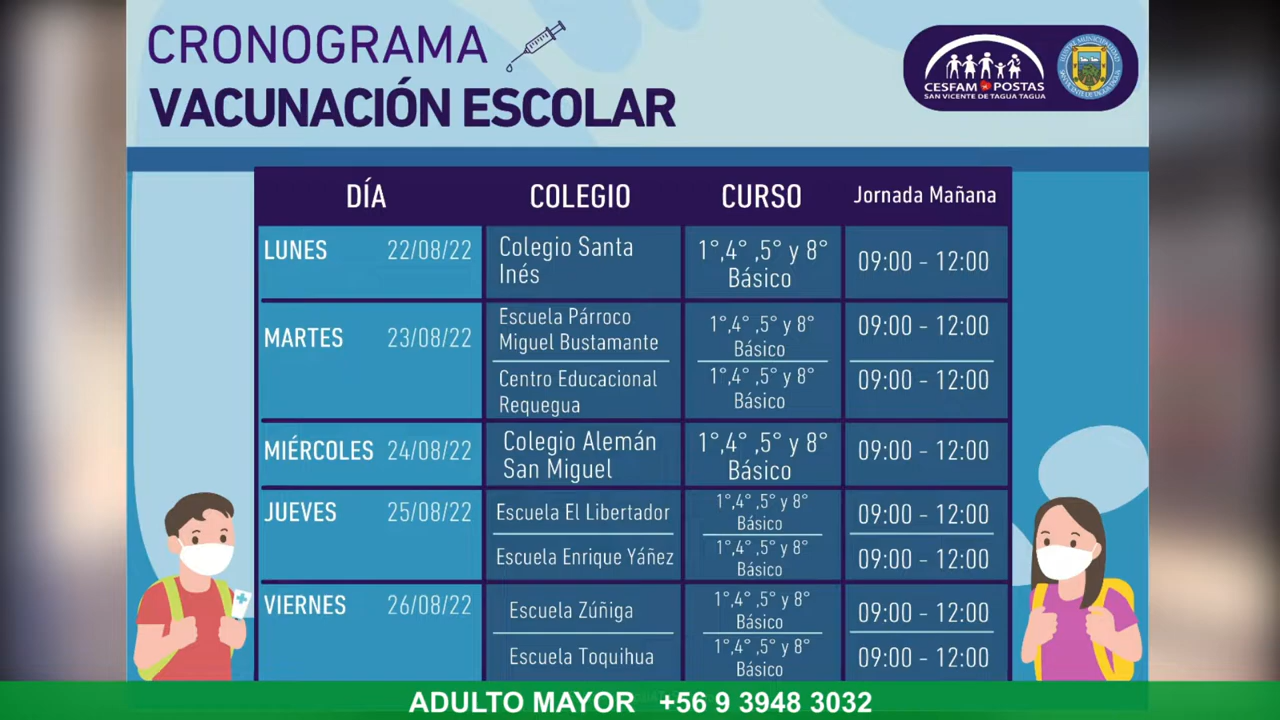 CRONOGRAMA
VACUNACIÓN ESCOLAR
CESFAM POSTAS
SAN VICENTE DE TAGUA TAGUA
DÍA COLEGIO CURSO Jornada Mañana
LUNES 22/08/22 Colegio Santa Inés 1°,4° ,5° y 8° Básico 09:00 - 12:00
MARTES 23/08/22 Escuela Párroco Miguel Bustamante 1°,4° ,5° y 8° Básico 09:00 - 12:00
Centro Educacional Requegua 1°,4° ,5° y 8° Básico 09:00 - 12:00
MIÉRCOLES 24/08/22 Colegio Alemán San Miguel 1°,4° ,5° y 8° Básico 09:00 - 12:00
JUEVES 25/08/22 Escuela El Libertador 1°,4° ,5° y 8° Básico 09:00 - 12:00
Escuela Enrique Yáñez 1°,4° ,5° y 8° Básico 09:00 - 12:00
VIERNES 26/08/22 Escuela Zúñiga 1°,4° ,5° y 8° Básico 09:00 - 12:00
Escuela Toquihua 1°,4° ,5° y 8° Básico 09:00 - 12:00
ADULTO MAYOR +56 9 3948 3032